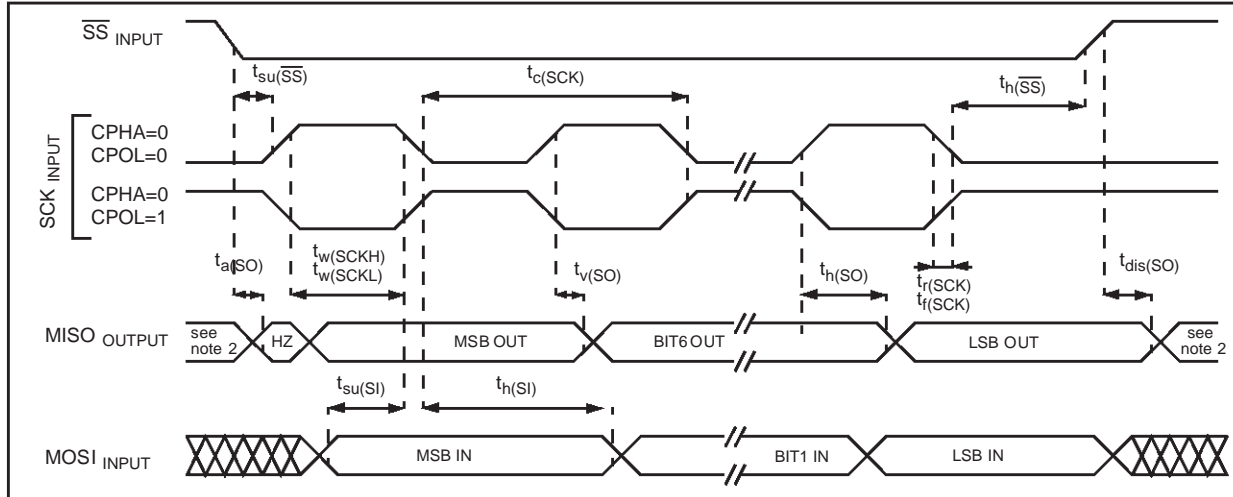 SS INPUT
tsu(SS)
tc(SCK)
th(SS)
SCK INPUT
CPHA=0
CPOL=0
CPHA=0
CPOL=1
ta(SO)
tw(SCKH)
tw(SCKL)
tv(SO)
th(SO)
tr(SCK)
tf(SCK)
tdis(SO)
MISO OUTPUT
see
note 2
HZ
MSB OUT
BIT6 OUT
LSB OUT
see
note 2
tsu(SI)
th(SI)
MOSI INPUT
MSB IN
BIT1 IN
LSB IN